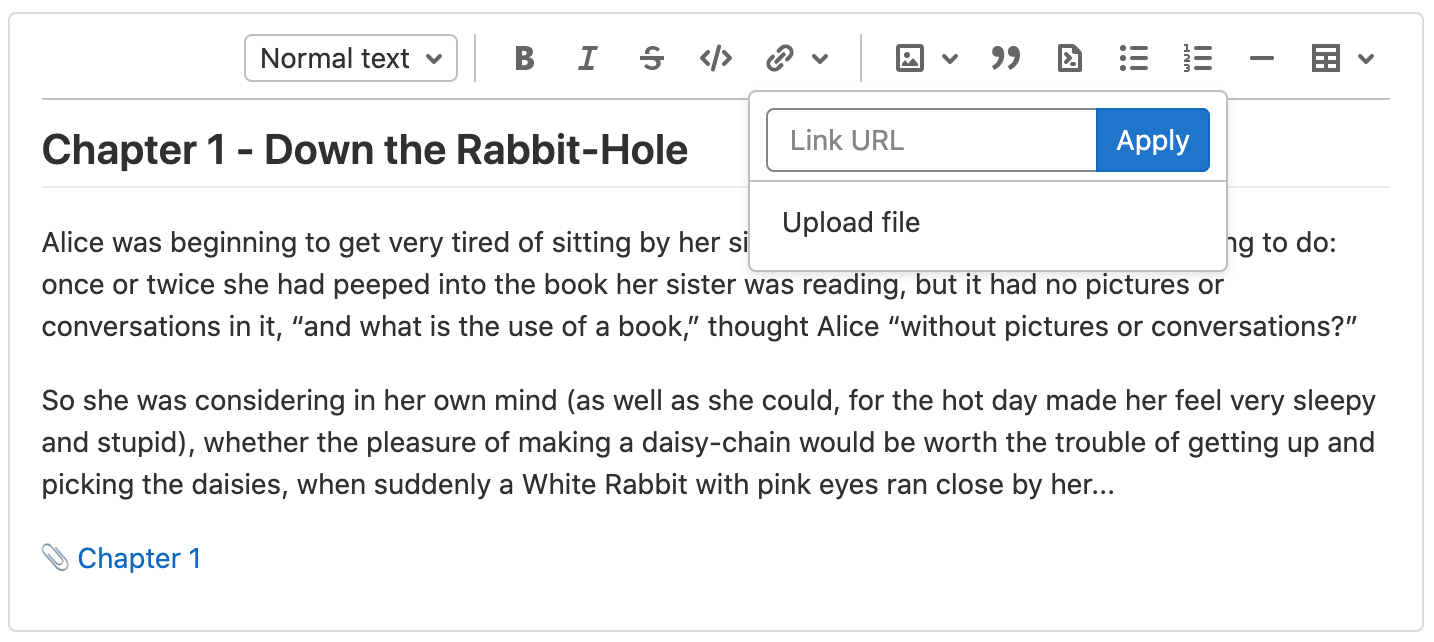 Normal text
Link URL
Apply
Upload file
Chapter 1 - Down the Rabbit-Hole
Alice was beginning to get very tired of sitting by her to do:
once or twice she had peeped into the book her sister was reading, but it had no pictures or
conversations in it, “and what is the use of a book,” thought Alice “without pictures or conversations?”
So she was considering in her own mind (as well as she could, for the hot day made her feel very sleepy
and stupid), whether the pleasure of making a daisy-chain would be worth the trouble of getting up and
picking the daisies, when suddenly a White Rabbit with pink eyes ran close by her...
Chapter 1